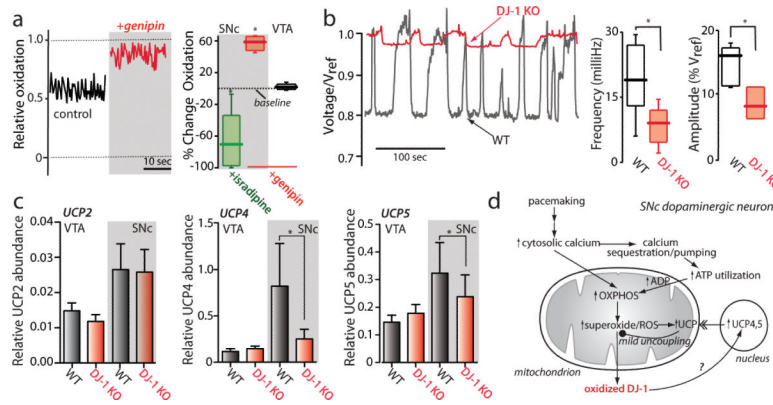 a
+genipin
Relative oxidation
1.0
0.5
0
control
10 sec
SNc
*
VTA
% Change Oxidation
60
20
-20
-60
-100
*
baseline
+isradipine
+genipin
b
Voltage/Vref
1.0
0.9
0.8
0.7
DJ-1 KO
WT
100 sec
Frequency (milliHz)
30
20
10
0
*
WT
DJ-1 KO
Amplitude (% Vref)
20
15
10
5
0
*
WT
DJ-1 KO
c
UCP2
VTA
SNc
Relative UCP2 abundance
0.04
0.03
0.02
0.01
0
WT
DJ-1 KO
WT
DJ-1 KO
UCP4
VTA
SNc
*
Relative UCP4 abundance
1.5
1.0
0.5
0.0
WT
DJ-1 KO
WT
DJ-1 KO
UCP5
VTA
SNc
*
Relative UCP5 abundance
0.5
0.4
0.3
0.2
0.1
0
WT
DJ-1 KO
WT
DJ-1 KO
d
SNc dopaminergic neuron
pacemaking
↑cytosolic calcium
calcium
sequestration/pumping
↑ADP
↑ATP utilization
↑OXPHOS
↑superoxide/ROS
↑UCP
↑UCP4,5
mild uncoupling
nucleus
mitochondrion
?
oxidized DJ-1